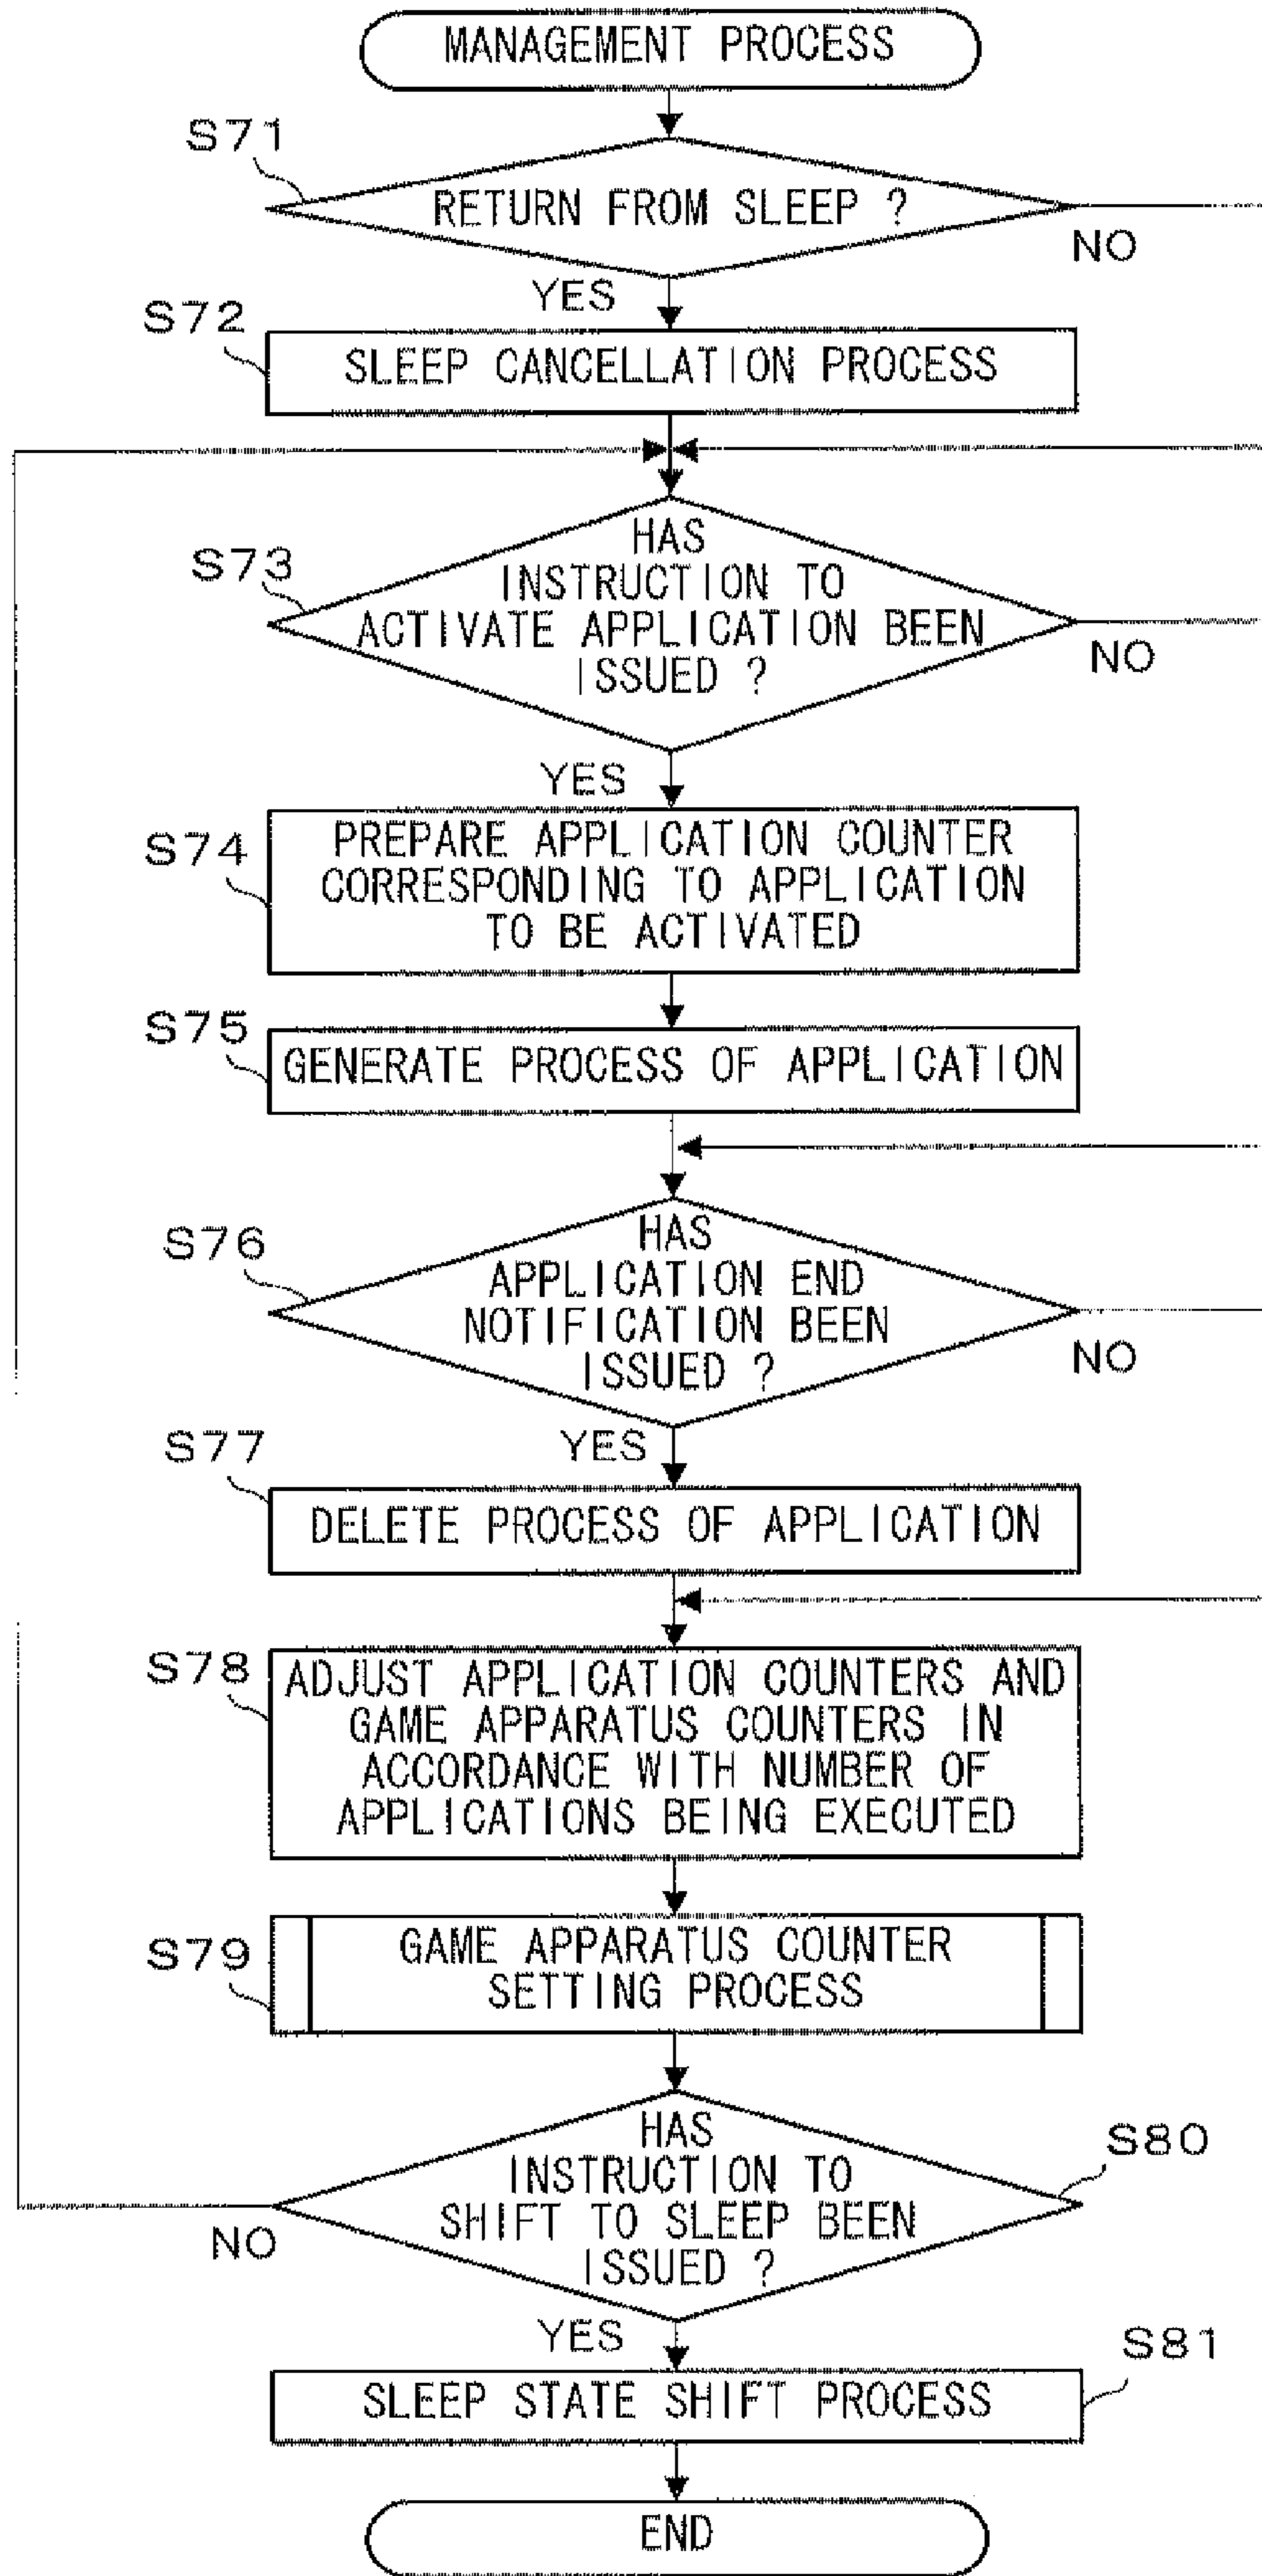 MANAGEMENT PROCESS
S71
RETURN FROM SLEEP ?
NO
YES
S72
SLEEP CANCELLATION PROCESS
S73
HAS
INSTRUCTION TO
ACTIVATE APPLICATION BEEN
ISSUED ?
NO
YES
S74
PREPARE APPLICATION COUNTER
CORRESPONDING TO APPLICATION
TO BE ACTIVATED
S75
GENERATE PROCESS OF APPLICATION
S76
HAS
APPLICATION END
NOTIFICATION BEEN
ISSUED ?
NO
YES
S77
DELETE PROCESS OF APPLICATION
S78
ADJUST APPLICATION COUNTERS AND
GAME APPARATUS COUNTERS IN
ACCORDANCE WITH NUMBER OF
APPLICATIONS BEING EXECUTED
S79
GAME APPARATUS COUNTER
SETTING PROCESS
S80
HAS
INSTRUCTION TO
SHIFT TO SLEEP BEEN
ISSUED ?
NO
YES
S81
SLEEP STATE SHIFT PROCESS
END